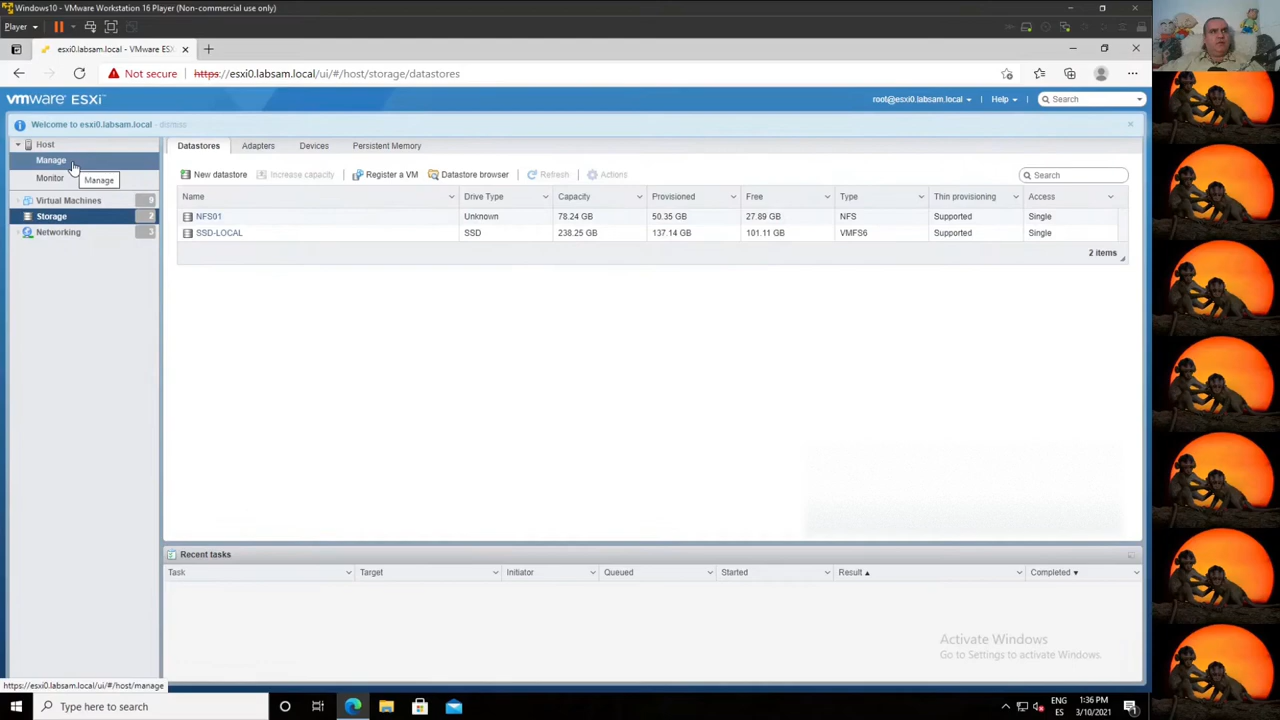 Windows10 - VMware Workstation 16 Player (Non-commercial use only)
Player
esxi0.labsam.local - VMware ESX
Not secure https://esxi0.labsam.local/ui/#/host/storage/datastores
vmware ESXi
root@esxi0.labsam.local Help Search
Welcome to esxi0.labsam.local - dismiss
Host
Manage
Manage
Monitor
Virtual Machines 9
Storage 2
Networking 3
Datastores Adapters Devices Persistent Memory
New datastore Increase capacity Register a VM Datastore browser Refresh Actions Search
Name Drive Type Capacity Provisioned Free Type Thin provisioning Access
NFS01 Unknown 78.24 GB 50.35 GB 27.89 GB NFS Supported Single
SSD-LOCAL SSD 238.25 GB 137.14 GB 101.11 GB VMFS6 Supported Single
2 items
Recent tasks
Task Target Initiator Queued Started Result ▲ Completed ▼
Activate Windows
Go to Settings to activate Windows.
https://esxi0.labsam.local/ui/#/host/manage
Type here to search
ENG
ES
1:36 PM
3/10/2021
1